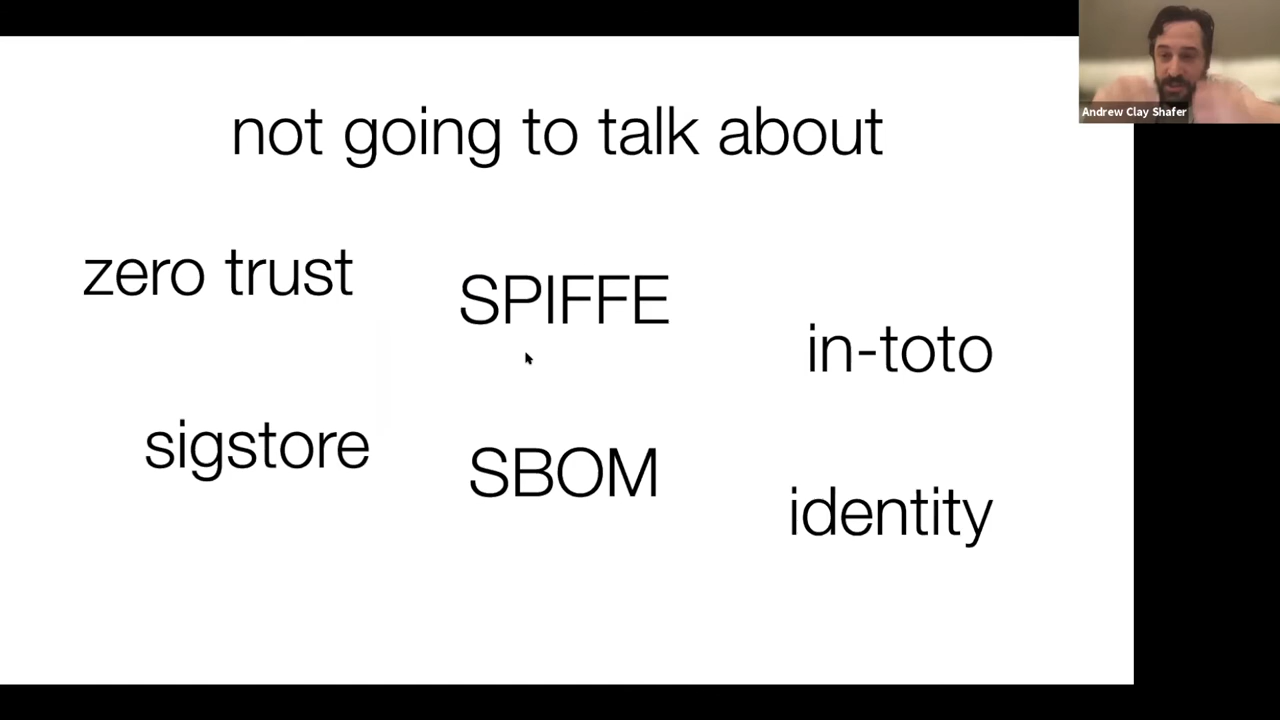 Andrew Clay Shafer
not going to talk about
zero trust
SPIFFE
in-toto
sigstore
SBOM
identity